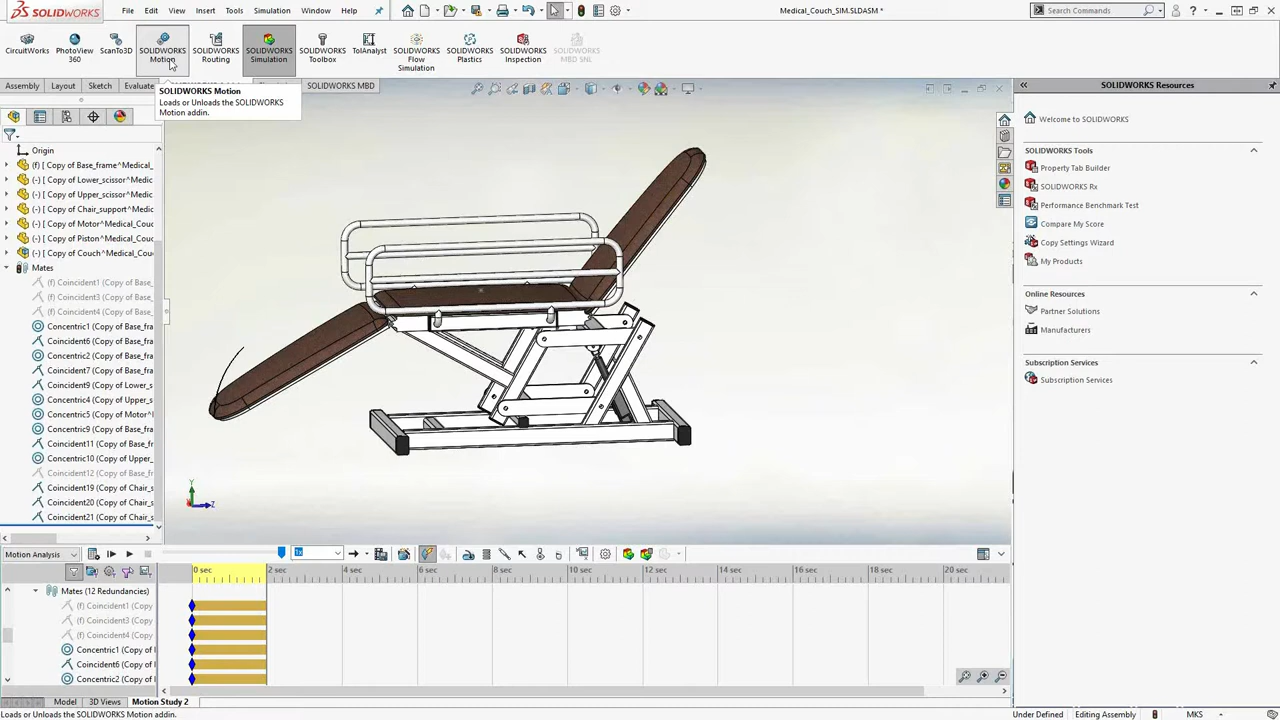 SOLIDWORKS
File
Edit
View
Insert
Tools
Simulation
Window
Help
Medical_Couch_SIM.SLDASM *
Search Commands
CircuitWorks
PhotoView
360
ScanTo3D
SOLIDWORKS
Motion
SOLIDWORKS
Routing
SOLIDWORKS
Simulation
SOLIDWORKS
Toolbox
TolAnalyst
SOLIDWORKS
Flow
Simulation
SOLIDWORKS
Plastics
SOLIDWORKS
Inspection
SOLIDWORKS
MBD SNL
Assembly
Layout
Sketch
Evaluate
SOLIDWORKS MBD
SOLIDWORKS Motion
Loads or Unloads the SOLIDWORKS
Motion addin.
Origin
(f) [ Copy of Base_frame^Medical_
(-) [ Copy of Lower_scissor^Medic
(-) [ Copy of Upper_scissor^Medic
(-) [ Copy of Chair_support^Medic
(-) [ Copy of Motor^Medical_Couc
(-) [ Copy of Piston^Medical_Couc
(f) [ Copy of Couch^Medical_Couc
Mates
(f) Coincident1 (Copy of Base_
(f) Coincident3 (Copy of Base_
(f) Coincident4 (Copy of Base_
Concentric1 (Copy of Base_fra
Coincident6 (Copy of Base_fra
Concentric2 (Copy of Base_fra
Coincident7 (Copy of Base_fra
Coincident9 (Copy of Lower_s
Concentric4 (Copy of Upper_s
Concentric5 (Copy of Motor^
Concentric9 (Copy of Base_fra
Coincident11 (Copy of Base_f
Concentric10 (Copy of Upper_
Coincident12 (Copy of Base_f
Coincident19 (Copy of Chair_s
Coincident20 (Copy of Chair_s
Coincident21 (Copy of Chair_s
Y
Z
SOLIDWORKS Resources
Welcome to SOLIDWORKS
SOLIDWORKS Tools
Property Tab Builder
SOLIDWORKS Rx
Performance Benchmark Test
Compare My Score
Copy Settings Wizard
My Products
Online Resources
Partner Solutions
Manufacturers
Subscription Services
Subscription Services
Motion Analysis
1x
0 sec
2 sec
4 sec
6 sec
8 sec
10 sec
12 sec
14 sec
16 sec
18 sec
20 sec
Mates (12 Redundancies)
(f) Coincident1 (Copy
(f) Coincident3 (Copy
(f) Coincident4 (Copy
Concentric1 (Copy of I
Coincident6 (Copy of I
Concentric2 (Copy of I
Model
3D Views
Motion Study 2
Loads or Unloads the SOLIDWORKS Motion addin.
Under Defined
Editing Assembly
MKS